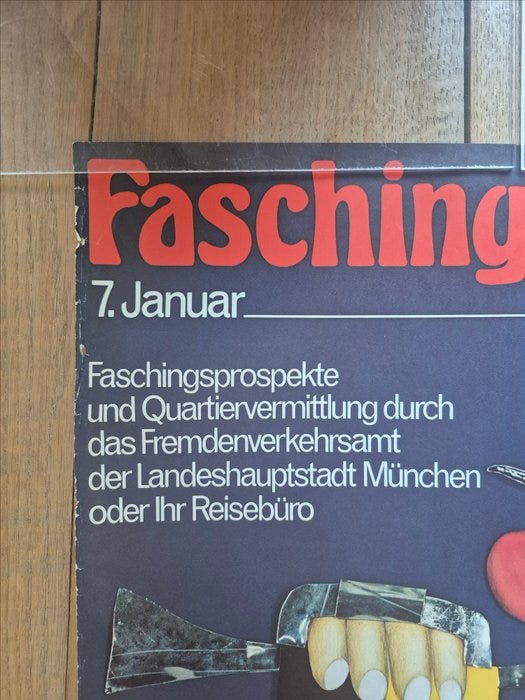 Fasching
7. Januar
Faschingsprospekte
und Quartiervermittlung durch
das Fremdenverkehrsamt
der Landeshauptstadt München
oder Ihr Reisebüro